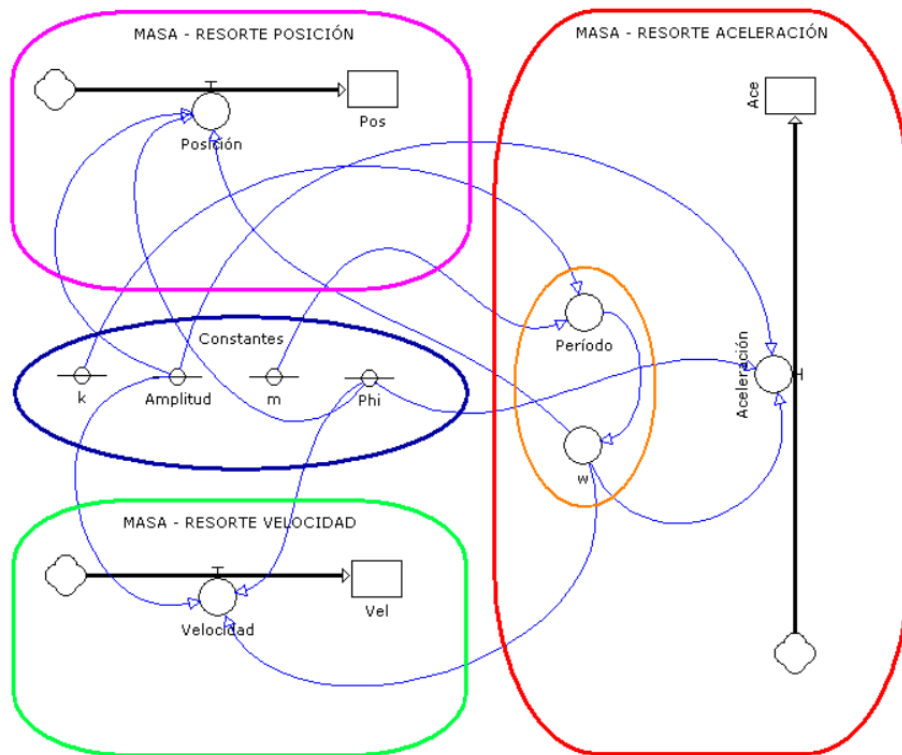 MASA - RESORTE POSICIÓN
Pos
Posición
MASA - RESORTE ACELERACIÓN
Ace
Período
Aceleración
w
Constantes
k
Amplitud
m
Phi
MASA - RESORTE VELOCIDAD
Vel
Velocidad